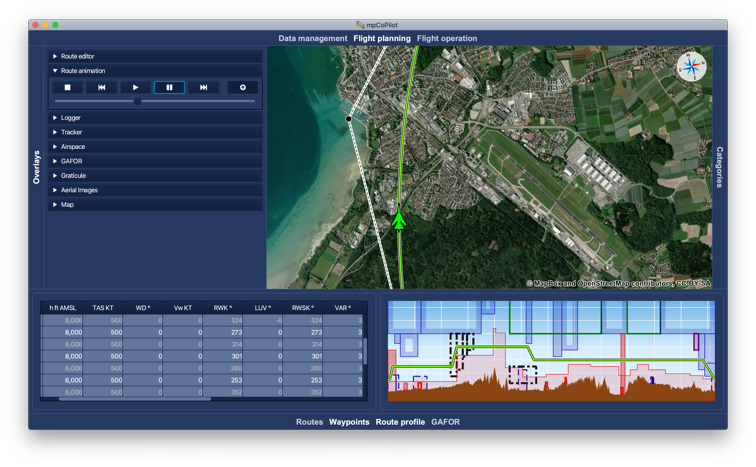 mpCoPilot
Data management Flight planning Flight operation
Overlays
Route editor
Route animation
Logger
Tracker
Airspace
GAFOR
Graticule
Aerial Images
Map
N
Categories
© MapBox and OpenStreetMap contributors, CC BY SA
h ft AMSL TAS KT WD ° Vw KT RWK ° LUV ° RWSK ° VAR °
8,000 500 0 0 324 -0 324 3
8,000 500 0 0 273 0 273 3
8,000 500 0 0 314 0 314 3
8,000 500 0 0 301 0 301 3
6,000 500 0 0 280 0 280 3
6,000 500 0 0 253 0 253 3
6,000 500 0 0 352 0 352 3
Routes Waypoints Route profile GAFOR